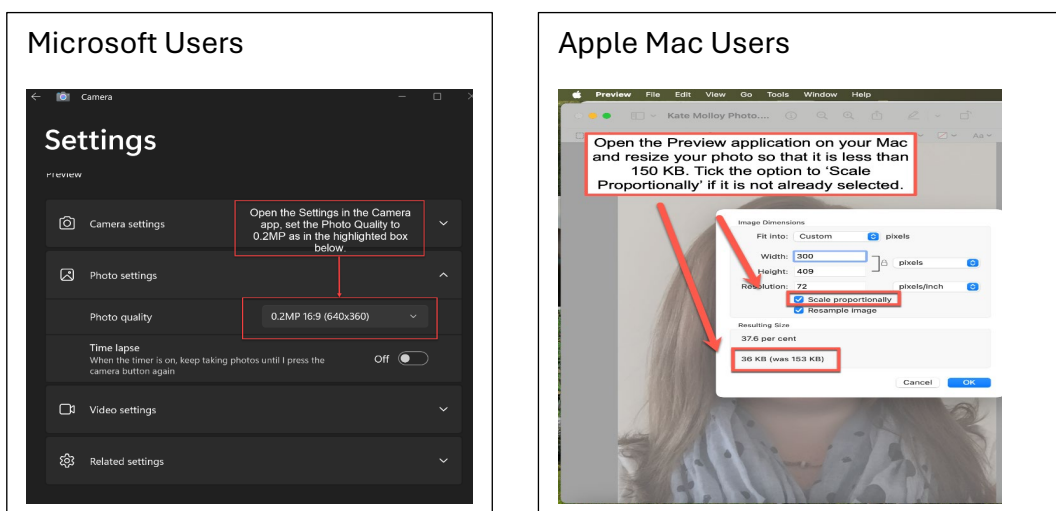 Microsoft Users
Camera
Settings
Preview
Camera settings
Open the Settings in the Camera
app, set the Photo Quality to
0.2MP as in the highlighted box
below.
Photo settings
Photo quality
0.2MP 16:9 (640x360)
Time lapse
When the timer is on, keep taking photos until I press the
camera button again
Off
Video settings
Related settings
Apple Mac Users
Preview File Edit View Go Tools Window Help
Kate Molloy Photo....
Aa
Open the Preview application on your Mac
and resize your photo so that it is less than
150 KB. Tick the option to ‘Scale
Proportionally’ if it is not already selected.
Image Dimensions
Fit into: Custom pixels
Width: 300
pixels
Height: 409
Resolution: 72 pixels/inch
Scale proportionally
Resample image
Resulting Size
37.6 per cent
36 KB (was 153 KB)
Cancel OK